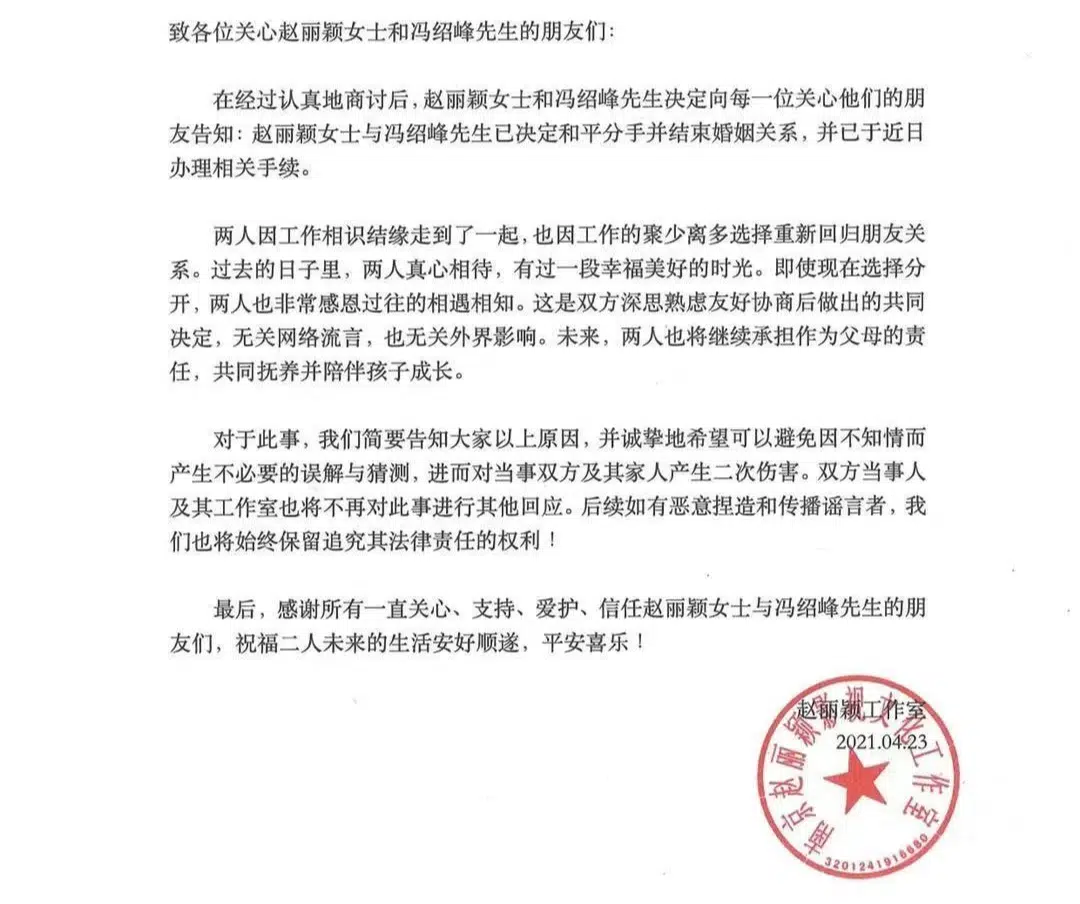 致各位关心赵丽颖女士和冯绍峰先生的朋友们：
在经过认真地商讨后，赵丽颖女士和冯绍峰先生决定向每一位关心他们的朋
友告知：赵丽颖女士与冯绍峰先生已决定和平分手并结束婚姻关系，并已于近日
办理相关手续。
两人因工作相识结缘走到了一起，也因工作的聚少离多选择重新回归朋友关
系。过去的日子里，两人真心相待，有过一段幸福美好的时光。即使现在选择分
开，两人也非常感恩过往的相遇相知。这是双方深思熟虑友好协商后做出的共同
决定，无关网络流言，也无关外界影响。未来，两人也将继续承担作为父母的责
任，共同抚养并陪伴孩子成长。
对于此事，我们简要告知大家以上原因，并诚挚地希望可以避免因不知情而
产生不必要的误解与猜测，进而对当事双方及其家人产生二次伤害。双方当事人
及其工作室也将不再对此事进行其他回应。后续如有恶意捏造和传播谣言者，我
们也将始终保留追究其法律责任的权利！
最后，感谢所有一直关心、支持、爱护、信任赵丽颖女士与冯绍峰先生的朋
友们，祝福二人未来的生活安好顺遂，平安喜乐！
赵丽颖工作室
2021.04.23
南京赵丽颖影视文化工作室
3201241916680